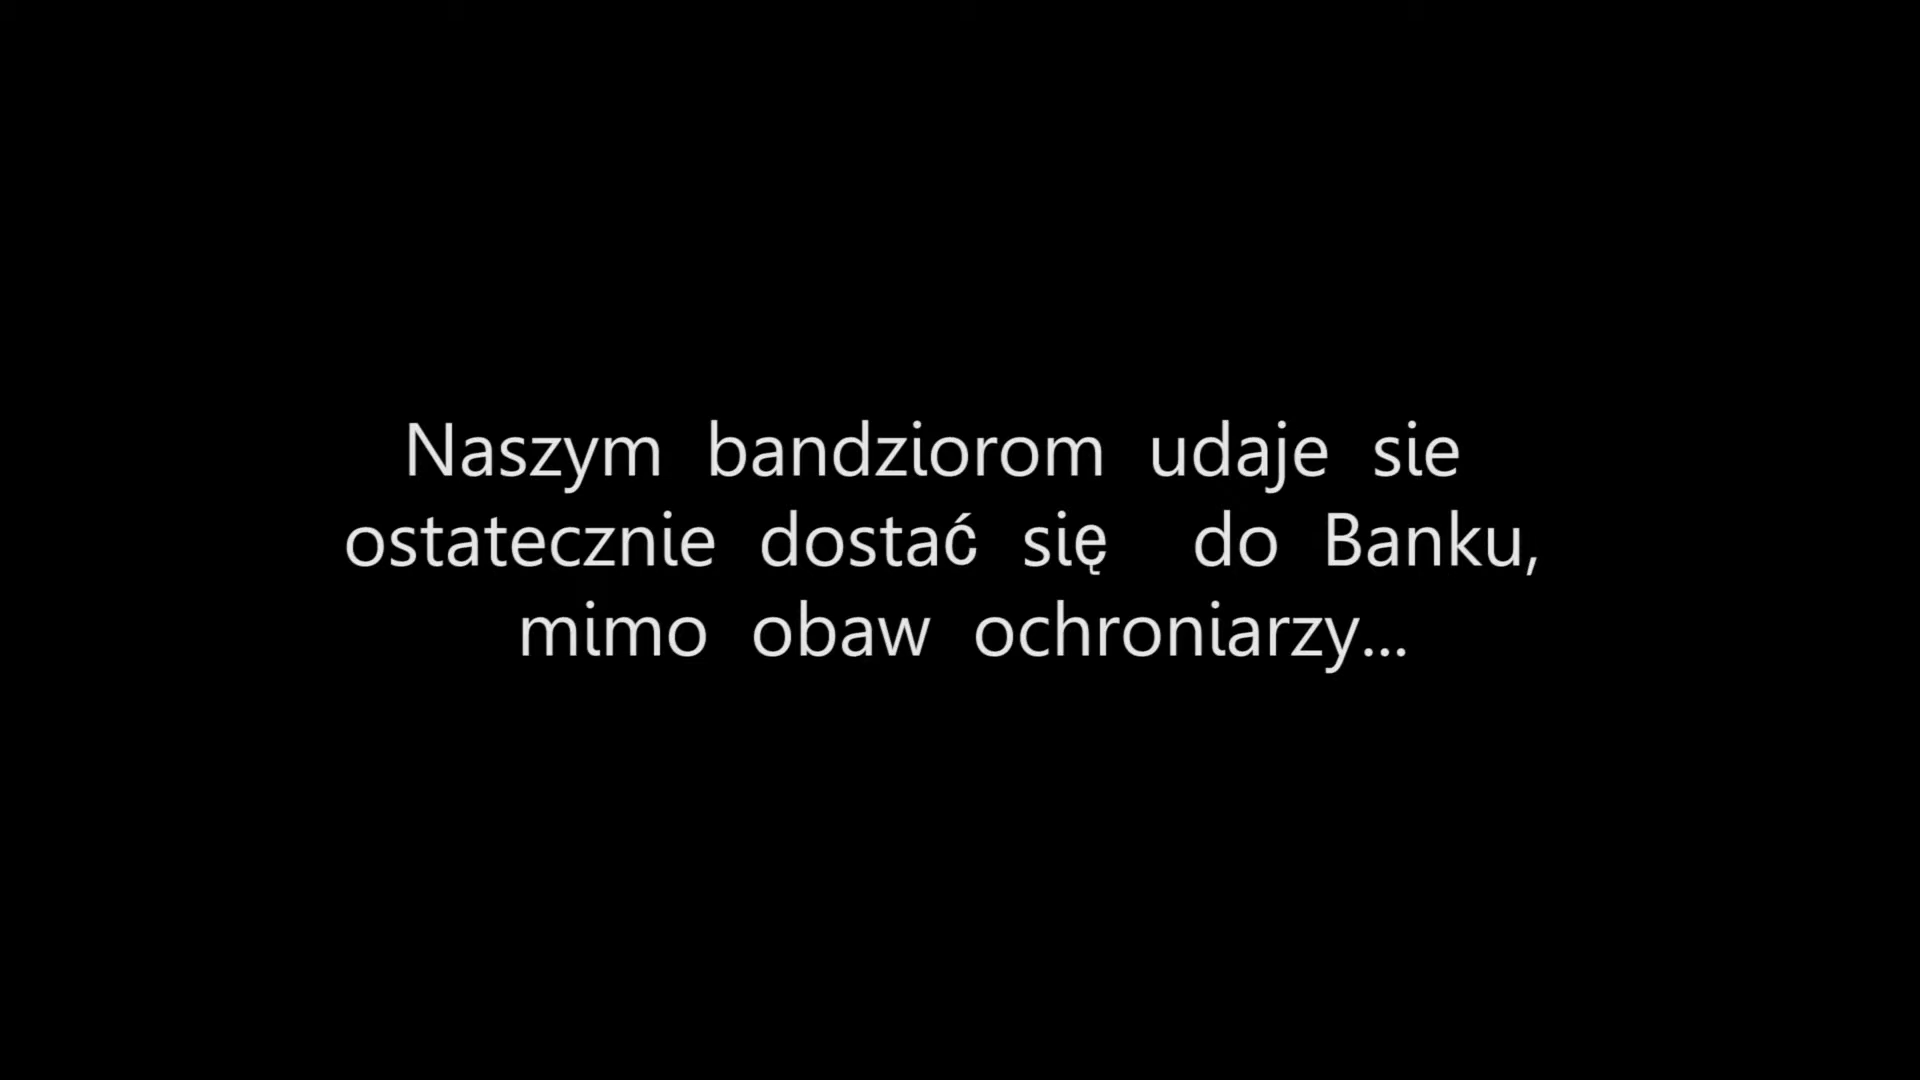 Naszym bandziorom udaje sie
ostatecznie dostać się do Banku,
mimo obaw ochroniarzy...